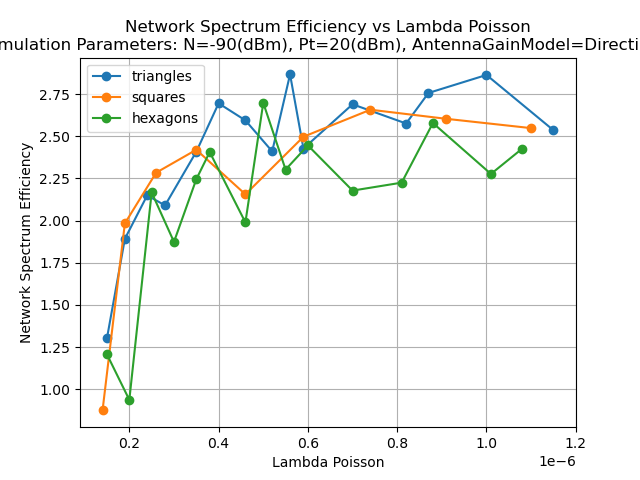 Network Spectrum Efficiency vs Lambda Poisson
mulation Parameters: N=-90(dBm), Pt=20(dBm), AntennaGainModel=Directi
triangles
squares
hexagons
Network Spectrum Efficiency
2.75
2.50
2.25
2.00
1.75
1.50
1.25
1.00
0.2 0.4 0.6 0.8 1.0 1.2
1e−6
Lambda Poisson